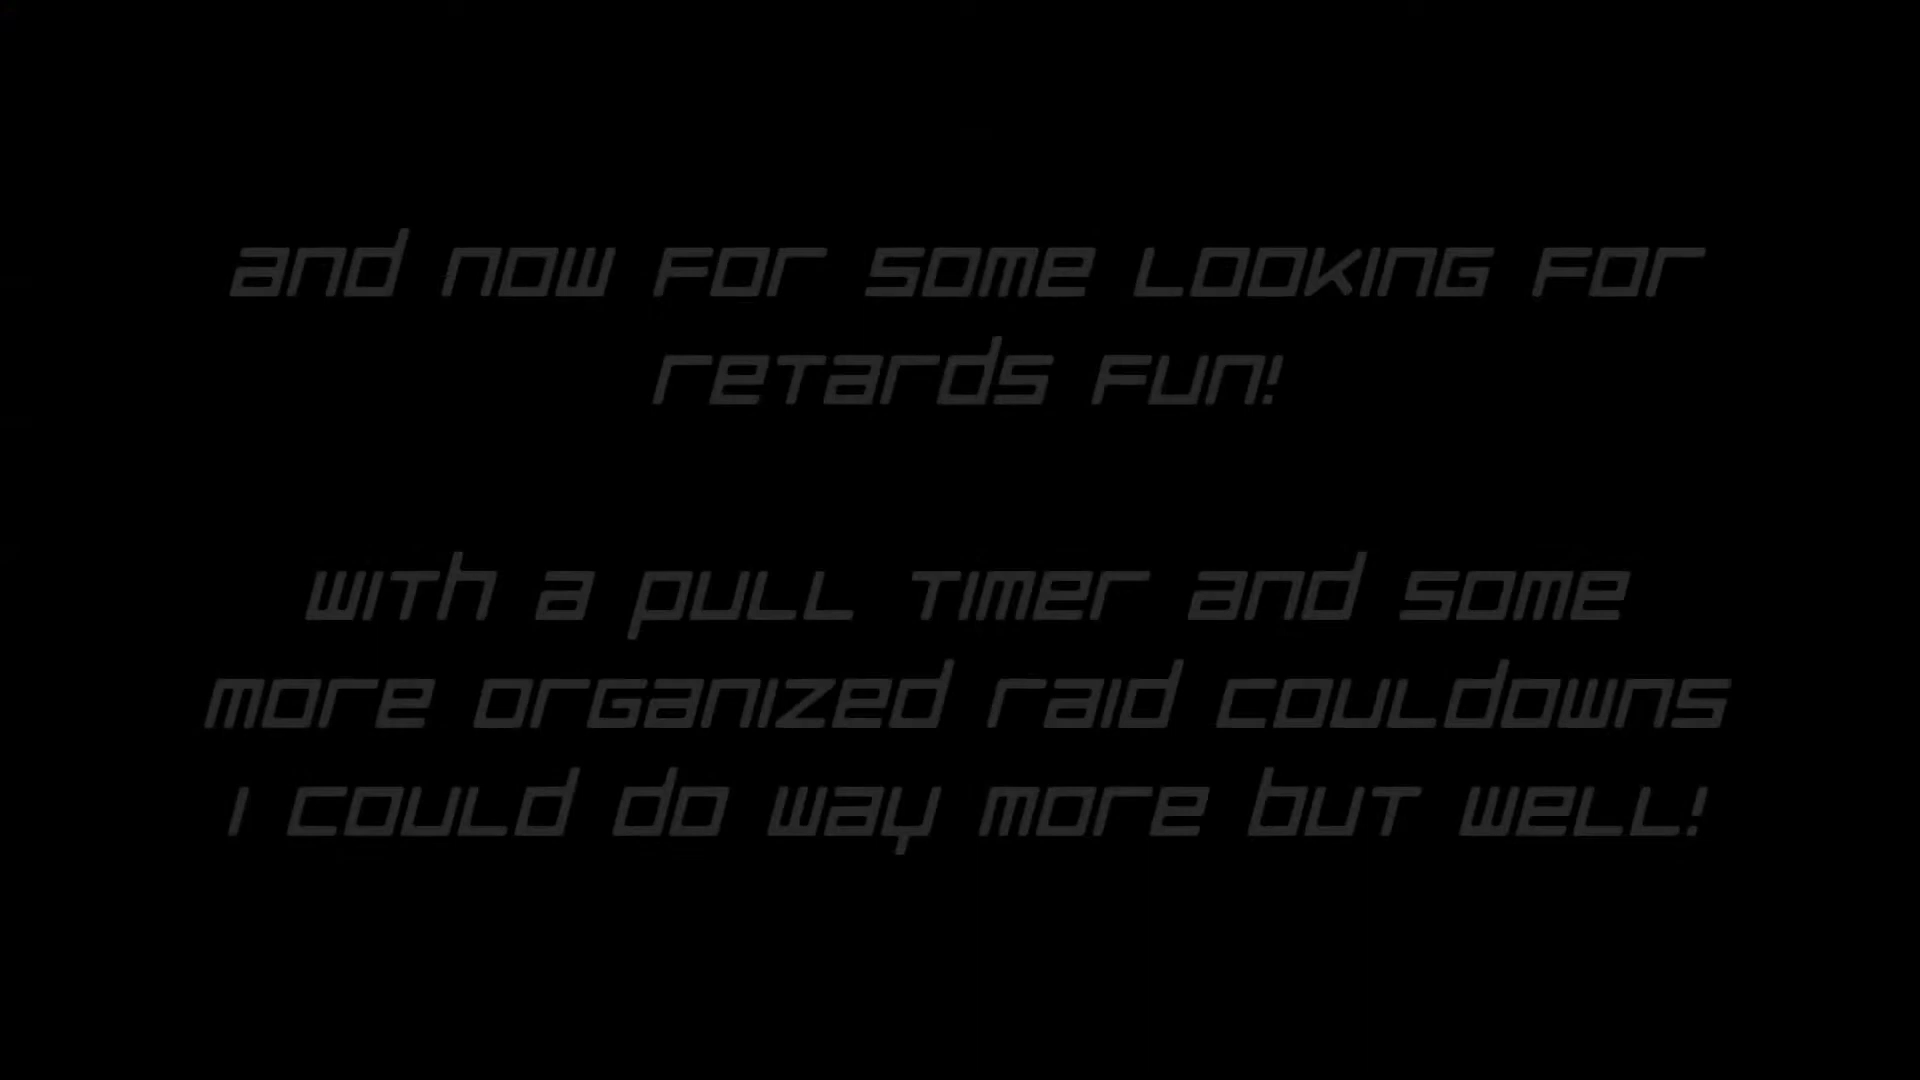 and now for some looking for
retards fun!
with a pull timer and some
more organized raid couldowns
i could do way more but well!